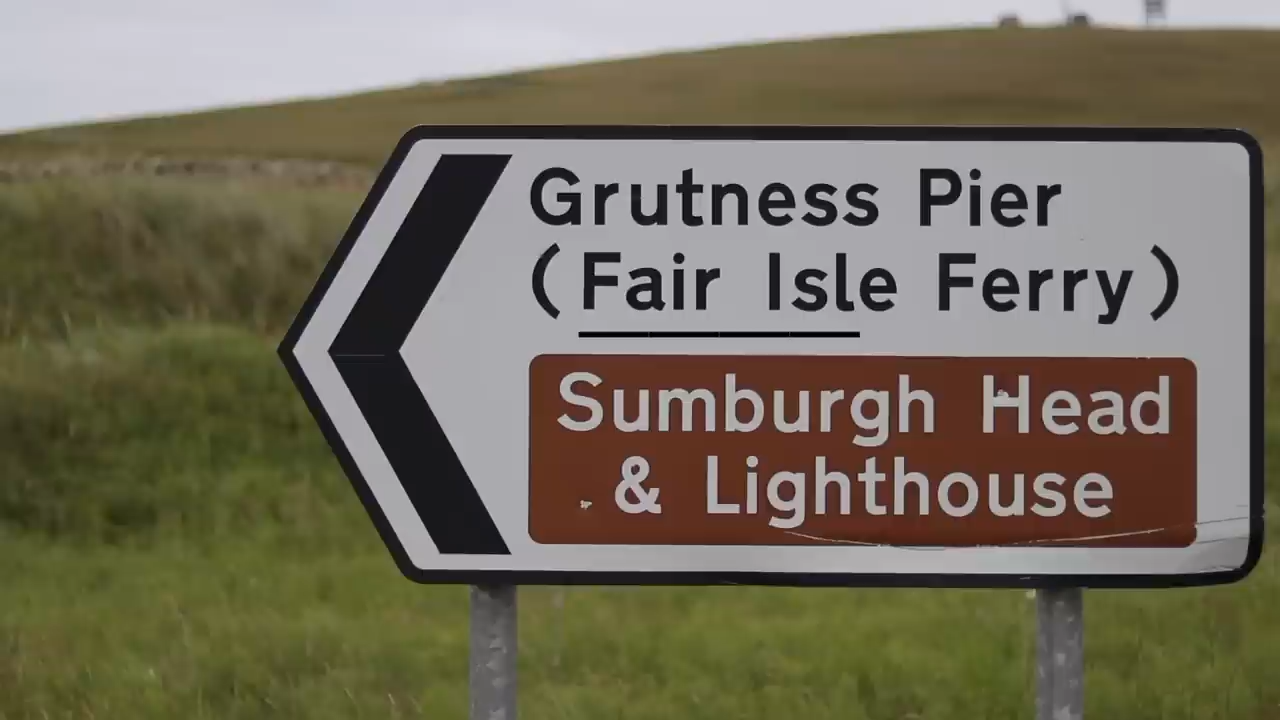 Grutness Pier
(Fair Isle Ferry)
Sumburgh Head
& Lighthouse